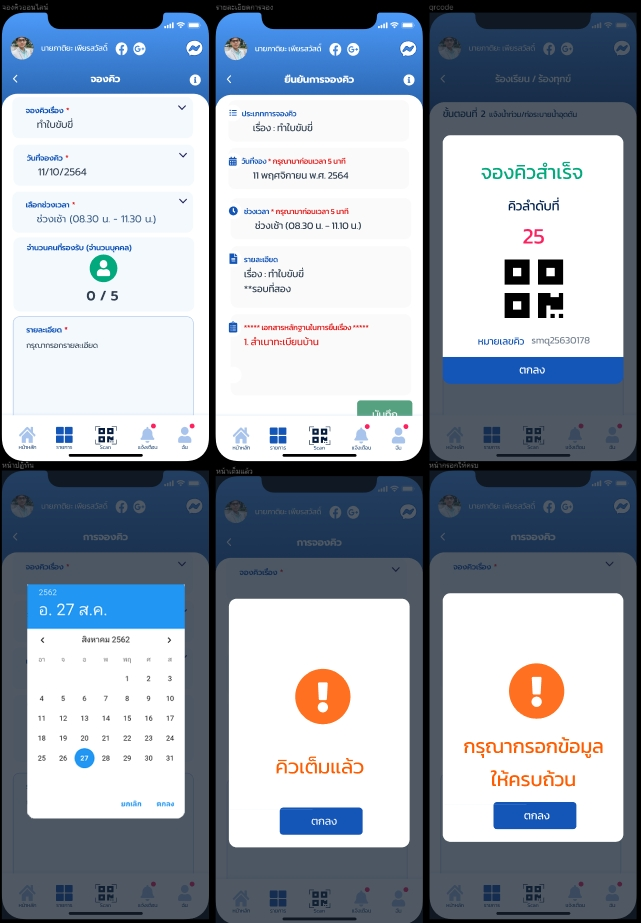 จองคิวออนไลน์
นายภาติยะ เพียรสวัสดิ์
จองคิว
จองคิวเรื่อง *
ทำใบขับขี่
วันที่จองคิว *
11/10/2564
เลือกช่วงเวลา *
ช่วงเช้า (08.30 น. - 11.30 น.)
จำนวนคนที่รองรับ (จำนวนบุคคล)
0 / 5
รายละเอียด *
กรุณากรอกรายละเอียด
หน้าหลัก
รายการ
Scan
แจ้งเตือน
ฉัน
รายละเอียดการจอง
นายภาติยะ เพียรสวัสดิ์
ยืนยันการจองคิว
ประเภทการจองคิว
เรื่อง : ทำใบขับขี่
วันที่จอง * กรุณามาก่อนเวลา 5 นาที
11 พฤศจิกายน พ.ศ. 2564
ช่วงเวลา * กรุณามาก่อนเวลา 5 นาที
ช่วงเช้า (08.30 น. - 11.10 น.)
รายละเอียด
เรื่อง : ทำใบขับขี่
**รอบที่สอง
***** เอกสารหลักฐานในการยื่นเรื่อง *****
1. สำเนาทะเบียนบ้าน
บันทึก
หน้าหลัก
รายการ
Scan
แจ้งเตือน
ฉัน
qrcode
นายภาติยะ เพียรสวัสดิ์
ร้องเรียน / ร้องทุกข์
ขั้นตอนที่ 2 แจ้งน้ำท่วม/ท่อระบายน้ำอุดตัน
จองคิวสำเร็จ
คิวลำดับที่
25
หมายเลขคิว smq25630178
ตกลง
หน้าหลัก
รายการ
Scan
แจ้งเตือน
ฉัน
หน้าปฏิทิน
นายภาติยะ เพียรสวัสดิ์
การจองคิว
จองคิวเรื่อง *
2562
อ. 27 ส.ค.
สิงหาคม 2562
อา จ อ พ พฤ ศ ส
1 2 3
4 5 6 7 8 9 10
11 12 13 14 15 16 17
18 19 20 21 22 23 24
25 26 27 28 29 30 31
ยกเลิก ตกลง
หน้าหลัก
รายการ
Scan
แจ้งเตือน
ฉัน
หน้าเต็มแล้ว
นายภาติยะ เพียรสวัสดิ์
การจองคิว
จองคิวเรื่อง *
คิวเต็มแล้ว
ตกลง
หน้าหลัก
รายการ
Scan
แจ้งเตือน
ฉัน
หน้ากรอกให้ครบ
นายภาติยะ เพียรสวัสดิ์
การจองคิว
จองคิวเรื่อง *
กรุณากรอกข้อมูล
ให้ครบถ้วน
ตกลง
หน้าหลัก
รายการ
Scan
แจ้งเตือน
ฉัน